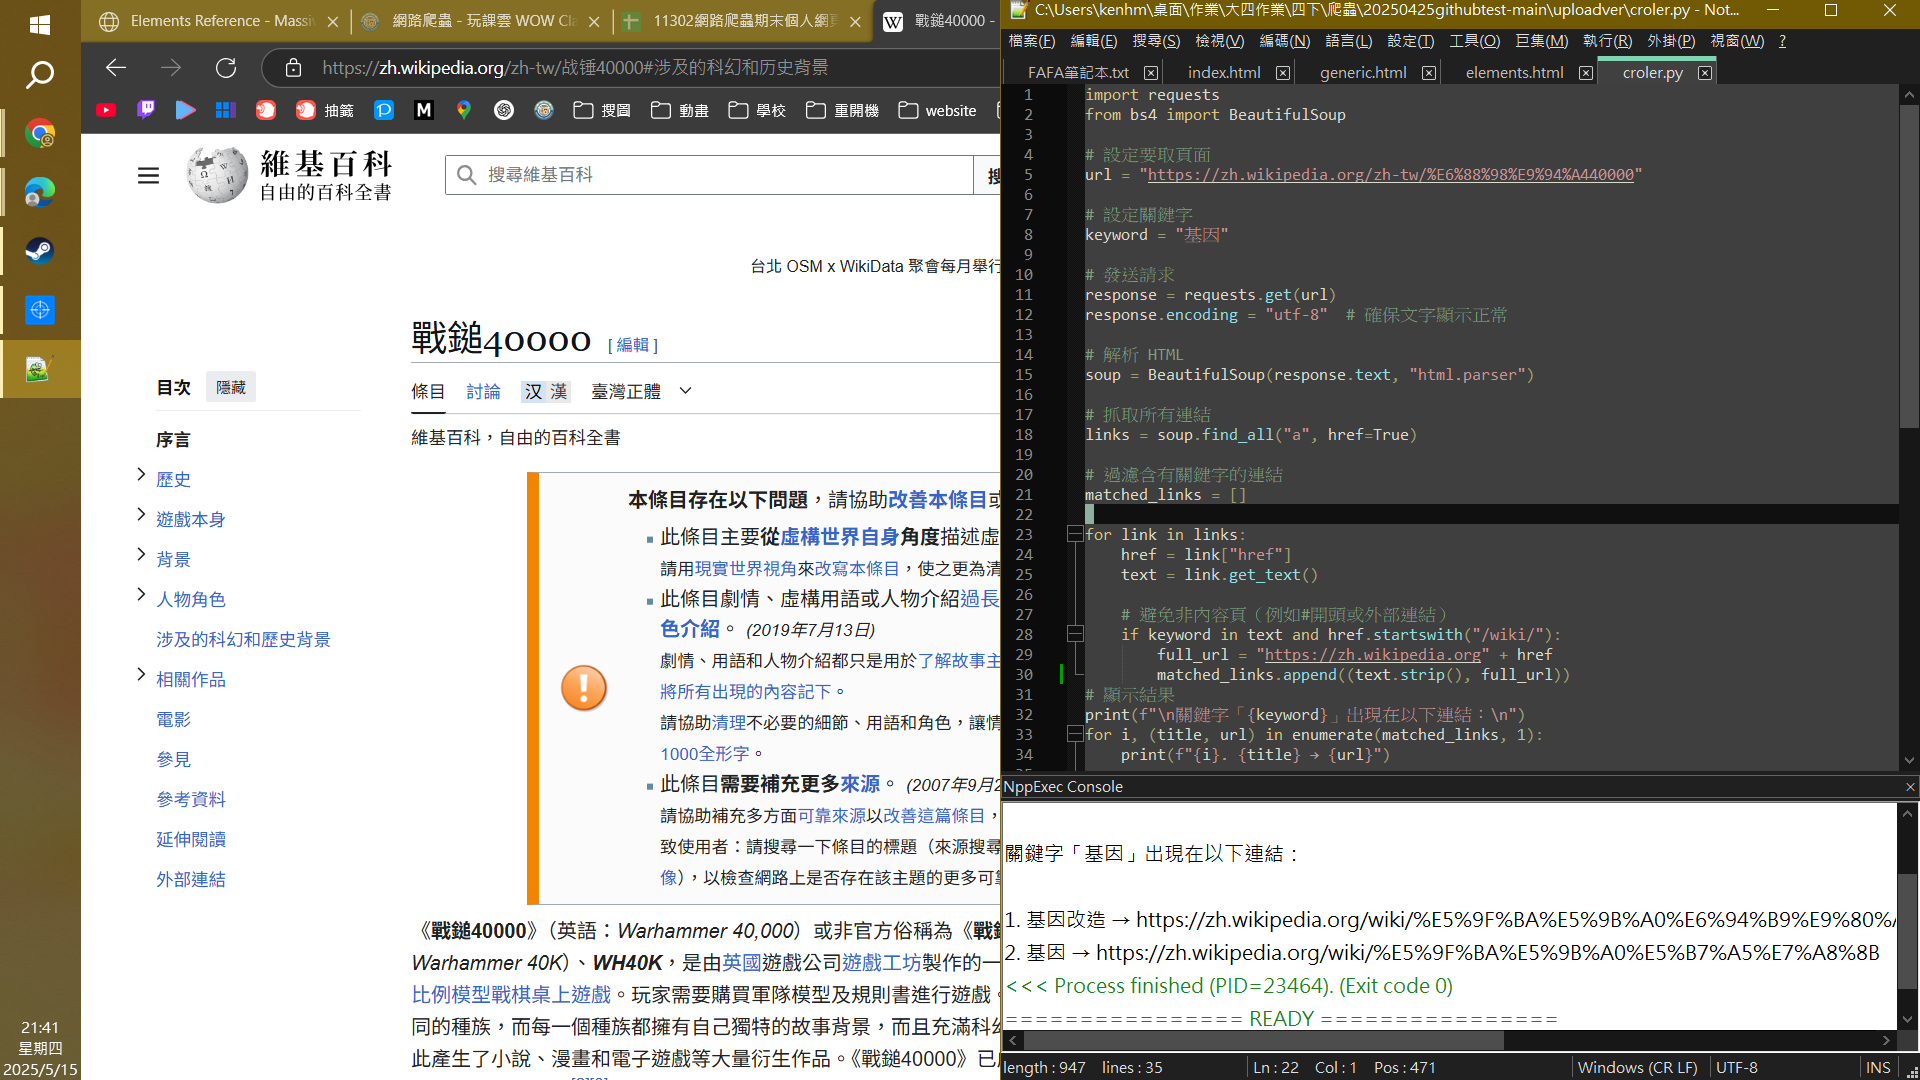 Elements Reference - Massiv
網路爬蟲 - 玩課雲 WOW Cla
11302網路爬蟲期末個人網頁
戰鎚40000 -
https://zh.wikipedia.org/zh-tw/战锤40000#涉及的科幻和历史背景
抽籤
搜圖
動畫
學校
重開機
website
維基百科
自由的百科全書
搜尋維基百科
台北 OSM x WikiData 聚會每月舉行
戰鎚40000 [ 編輯 ]
目次 隱藏
條目 討論 汉 漢 臺灣正體
維基百科，自由的百科全書
序言
歷史
遊戲本身
背景
人物角色
涉及的科幻和歷史背景
相關作品
電影
參見
參考資料
延伸閱讀
外部連結
本條目存在以下問題，請協助改善本條目或
此條目主要從虛構世界自身角度描述虛
請用現實世界視角來改寫本條目，使之更為清
此條目劇情、虛構用語或人物介紹過長
色介紹。 (2019年7月13日)
劇情、用語和人物介紹都只是用於了解故事主
將所有出現的內容記下。
請協助清理不必要的細節、用語和角色，讓情
1000全形字。
此條目需要補充更多來源。 (2007年9月2
請協助補充多方面可靠來源以改善這篇條目，
致使用者：請搜尋一下條目的標題（來源搜尋
像），以檢查網路上是否存在該主題的更多可靠
《戰鎚40000》（英語：Warhammer 40,000）或非官方俗稱為《戰鎚
Warhammer 40K）、WH40K，是由英國遊戲公司遊戲工坊製作的一
比例模型戰棋桌上遊戲。玩家需要購買軍隊模型及規則書進行遊戲。
同的種族，而每一個種族都擁有自己獨特的故事背景，而且充滿科幻
此產生了小說、漫畫和電子遊戲等大量衍生作品。《戰鎚40000》已
21:41
星期四
2025/5/15
C:\Users\kenhm\桌面\作業\大四作業\四下\爬蟲\20250425githubtest-main\uploadver\croler.py - Not...
檔案(F) 編輯(E) 搜尋(S) 檢視(V) 編碼(N) 語言(L) 設定(T) 工具(O) 巨集(M) 執行(R) 外掛(P) 視窗(W) ?
FAFA筆記本.txt index.html generic.html elements.html croler.py
1 import requests
2 from bs4 import BeautifulSoup
3
4 # 設定要取頁面
5 url = "https://zh.wikipedia.org/zh-tw/%E6%88%98%E9%94%A440000"
6
7 # 設定關鍵字
8 keyword = "基因"
9
10 # 發送請求
11 response = requests.get(url)
12 response.encoding = "utf-8"  # 確保文字顯示正常
13
14 # 解析 HTML
15 soup = BeautifulSoup(response.text, "html.parser")
16
17 # 抓取所有連結
18 links = soup.find_all("a", href=True)
19
20 # 過濾含有關鍵字的連結
21 matched_links = []
22
23 for link in links:
24     href = link["href"]
25     text = link.get_text()
26
27     # 避免非內容頁（例如#開頭或外部連結）
28     if keyword in text and href.startswith("/wiki/"):
29         full_url = "https://zh.wikipedia.org" + href
30         matched_links.append((text.strip(), full_url))
31 # 顯示結果
32 print(f"\n關鍵字「{keyword}」出現在以下連結：\n")
33 for i, (title, url) in enumerate(matched_links, 1):
34     print(f"{i}. {title} → {url}")
NppExec Console
關鍵字「基因」出現在以下連結：
1. 基因改造 → https://zh.wikipedia.org/wiki/%E5%9F%BA%E5%9B%A0%E6%94%B9%E9%80%
2. 基因 → https://zh.wikipedia.org/wiki/%E5%9F%BA%E5%9B%A0%E5%B7%A5%E7%A8%8B
<<< Process finished (PID=23464). (Exit code 0)
================ READY ================
length : 947 lines : 35 Ln : 22 Col : 1 Pos : 471 Windows (CR LF) UTF-8 INS